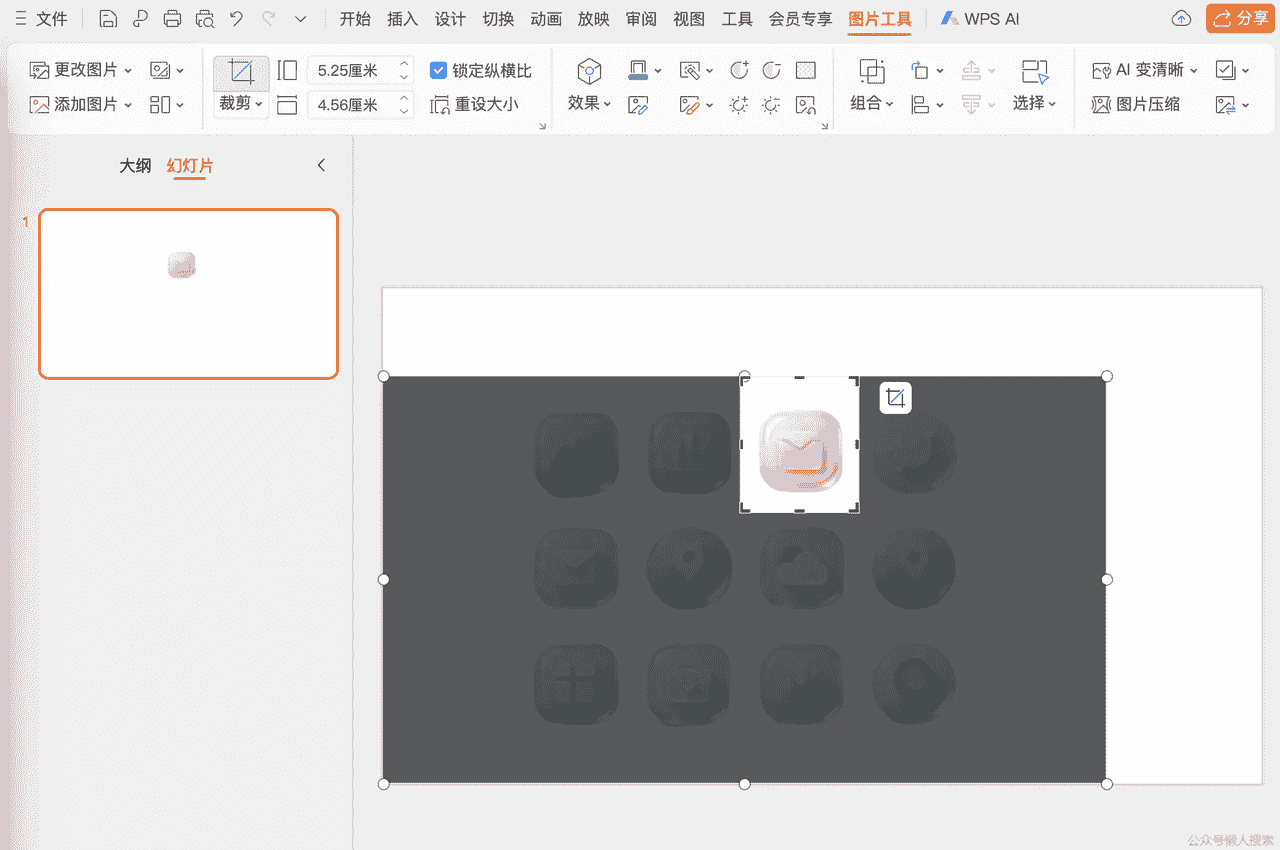 文件 开始 插入 设计 切换 动画 放映 审阅 视图 工具 会员专享 图片工具 WPS AI 分享
更改图片 5.25厘米 锁定纵横比 AI 变清晰
添加图片 裁剪 4.56厘米 重设大小 效果 组合 选择 图片压缩
大纲 幻灯片
1
公众号懒人搜索